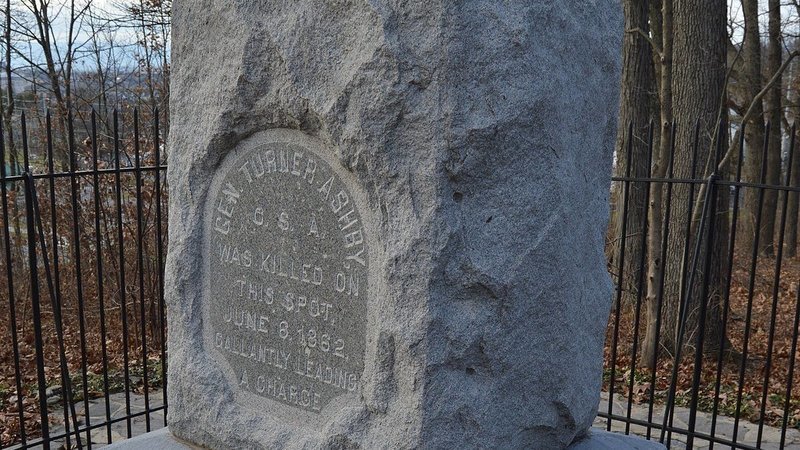 GEN. TURNER ASHBY,
C. S. A.
WAS KILLED ON
THIS SPOT,
JUNE 6, 1862,
GALLANTLY LEADING
A CHARGE